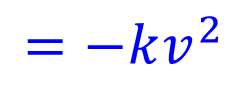 = −kv²